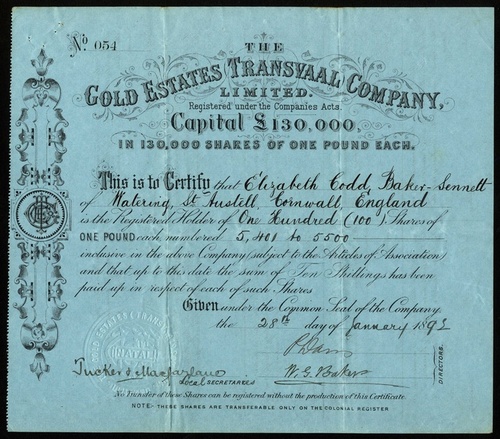 No 054
THE
GOLD ESTATES TRANSVAAL COMPANY,
LIMITED.
Registered under the Companies Acts.
Capital £130,000
IN 130,000 SHARES OF ONE POUND EACH.
This is to Certify that Elizabeth Codd Baker-Sennett
of Watering, St Austell, Cornwall, England
is the Registered Holder of One Hundred (100) Shares of
ONE POUND each numbered 5,401 to 5500
inclusive in the above Company (subject to the Articles of Association)
and that up to this date the sum of Ten Shillings has been
paid up in respect of each of such Shares
Given under the Common Seal of the Company
the 28th day of January 1892
GOLD ESTATES TRANSVAAL
NATAL
Tucker & Macfarlane
Local SECRETARIES
W. G. Baker
DIRECTORS.
No Transfer of these Shares can be registered without the production of this Certificate.
NOTE:- THESE SHARES ARE TRANSFERABLE ONLY ON THE COLONIAL REGISTER